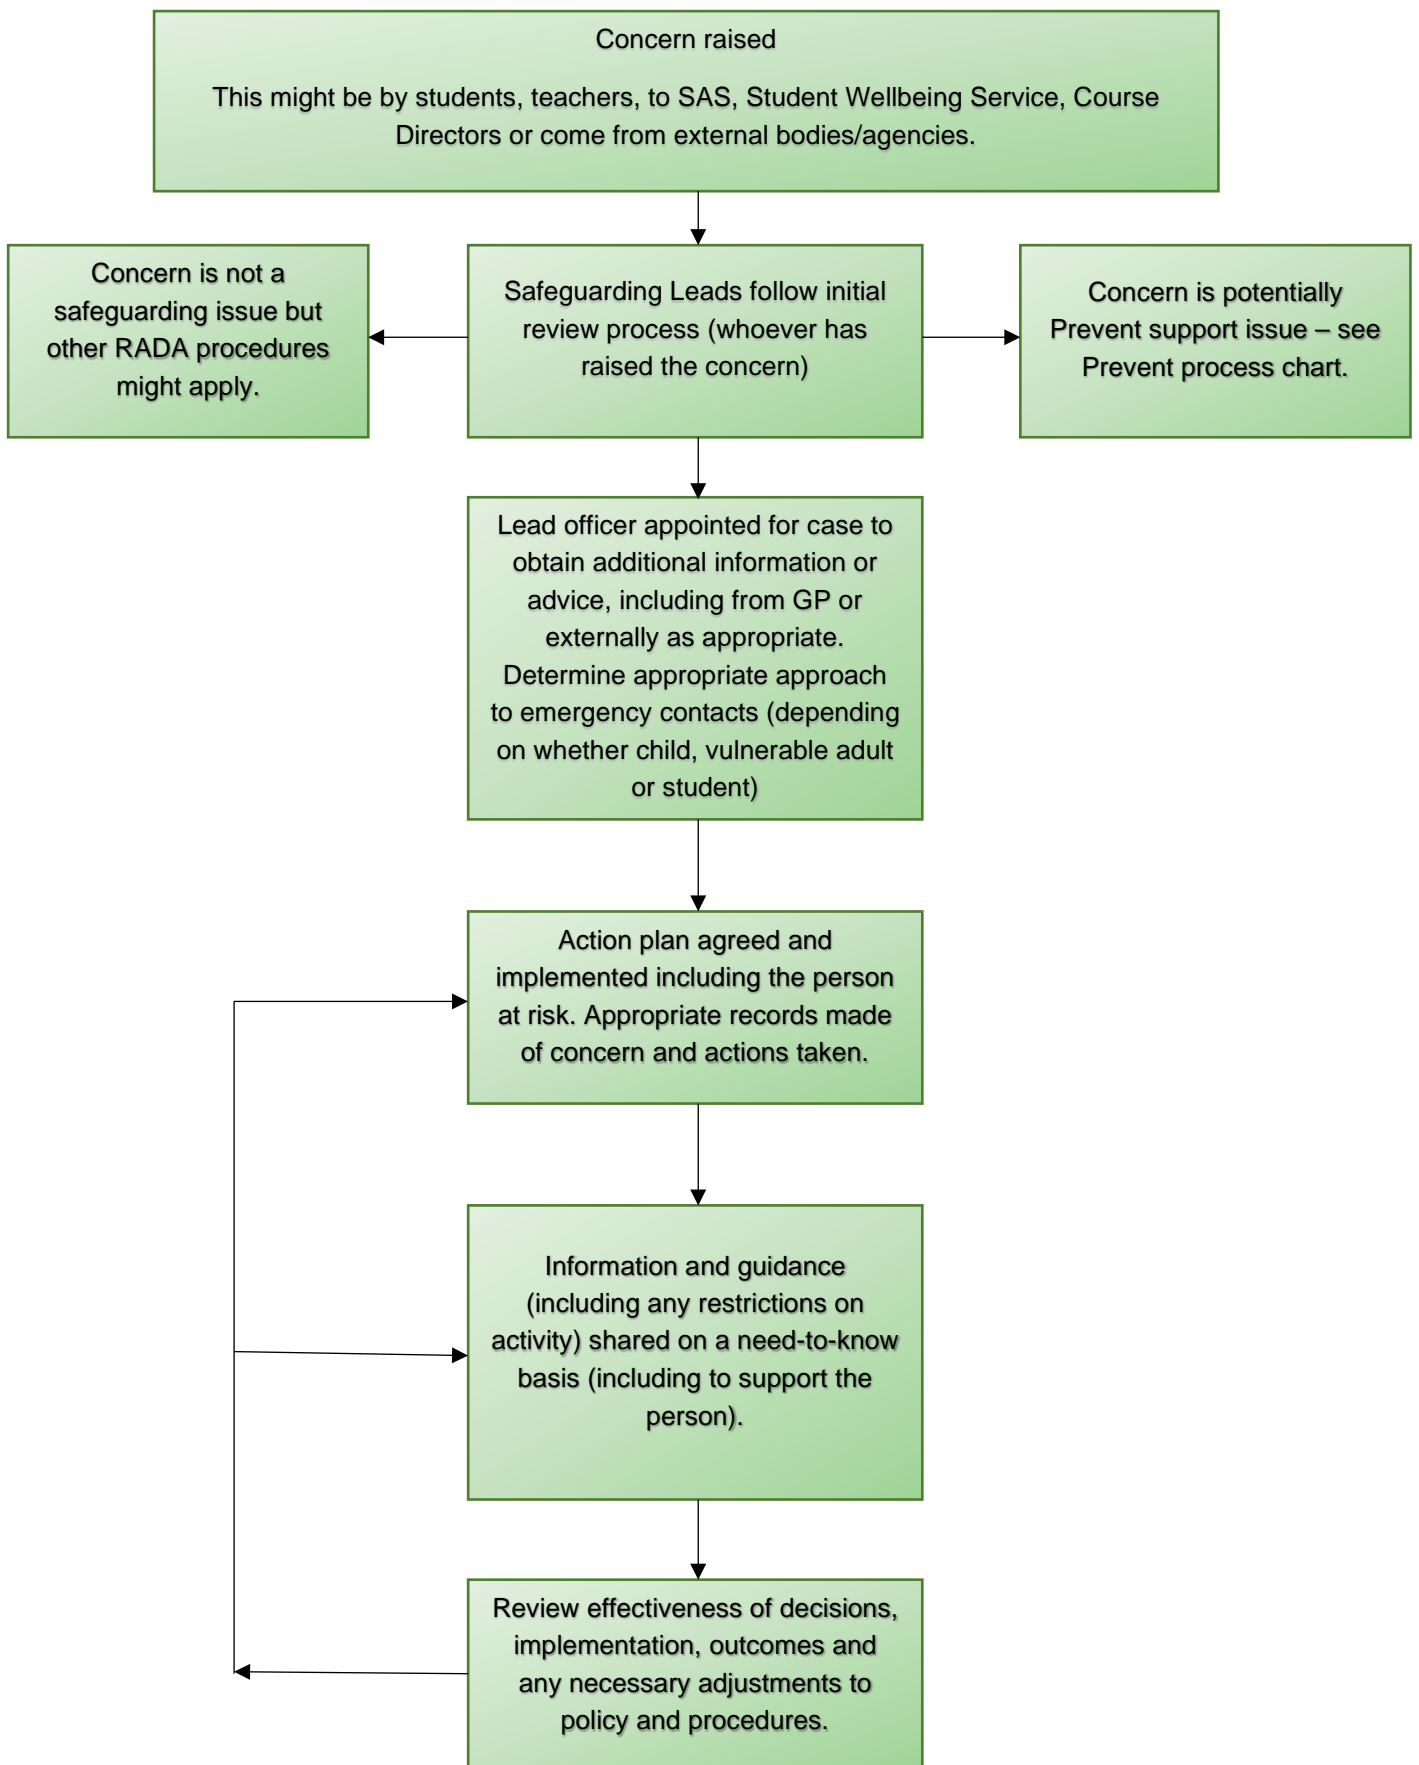 Concern raised
This might be by students, teachers, to SAS, Student Wellbeing Service, Course
Directors or come from external bodies/agencies.
Concern is not a
safeguarding issue but
other RADA procedures
might apply.
Safeguarding Leads follow initial
review process (whoever has
raised the concern)
Concern is potentially
Prevent support issue – see
Prevent process chart.
Lead officer appointed for case to
obtain additional information or
advice, including from GP or
externally as appropriate.
Determine appropriate approach
to emergency contacts (depending
on whether child, vulnerable adult
or student)
Action plan agreed and
implemented including the person
at risk. Appropriate records made
of concern and actions taken.
Information and guidance
(including any restrictions on
activity) shared on a need-to-know
basis (including to support the
person).
Review effectiveness of decisions,
implementation, outcomes and
any necessary adjustments to
policy and procedures.